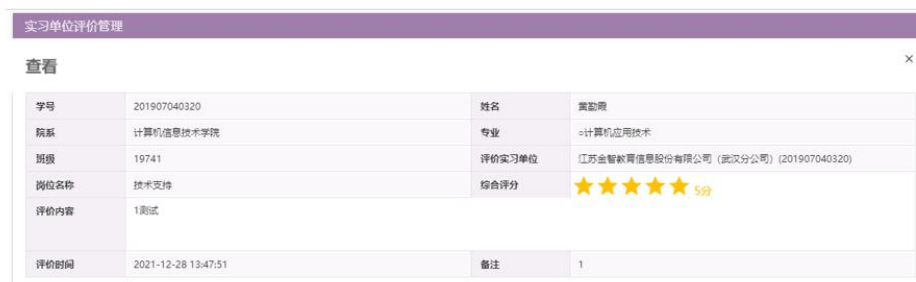 实习单位评价管理
查看
×
学号 201907040320 姓名 黄勤霞
院系 计算机信息技术学院 专业 ○计算机应用技术
班级 19741 评价实习单位 江苏金智教育信息股份有限公司（武汉分公司）(201907040320)
岗位名称 技术支持 综合评分 5分
评价内容 1测试
评价时间 2021-12-28 13:47:51 备注 1